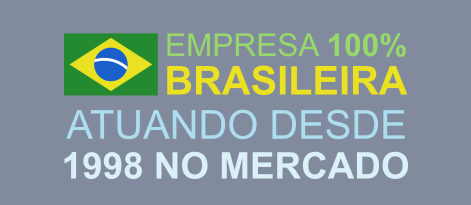 EMPRESA 100%
BRASILEIRA
ATUANDO DESDE
1998 NO MERCADO